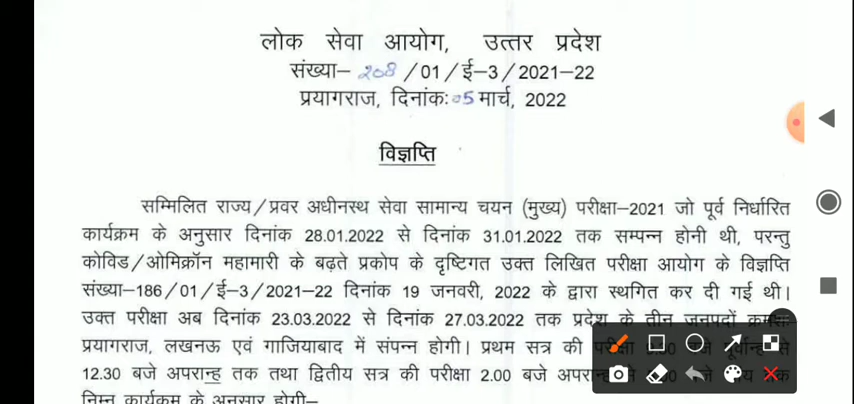 लोक सेवा आयोग, उत्तर प्रदेश
संख्या– 208/01/ई–3/2021–22
प्रयागराज, दिनांक: 05 मार्च, 2022
विज्ञप्ति
सम्मिलित राज्य/प्रवर अधीनस्थ सेवा सामान्य चयन (मुख्य) परीक्षा–2021 जो पूर्व निर्धारित
कार्यक्रम के अनुसार दिनांक 28.01.2022 से दिनांक 31.01.2022 तक सम्पन्न होनी थी, परन्तु
कोविड/ओमिक्रॉन महामारी के बढ़ते प्रकोप के दृष्टिगत उक्त लिखित परीक्षा आयोग के विज्ञप्ति
संख्या–186/01/ई–3/2021–22 दिनांक 19 जनवरी, 2022 के द्वारा स्थगित कर दी गई थी।
उक्त परीक्षा अब दिनांक 23.03.2022 से दिनांक 27.03.2022 तक प्रदेश के तीन जनपदों
प्रयागराज, लखनऊ एवं गाजियाबाद में संपन्न होगी। प्रथम सत्र की
12.30 बजे अपरान्ह तक तथा द्वितीय सत्र की परीक्षा 2.00 बजे
निम्न कार्यक्रम के अनुसार होगी–